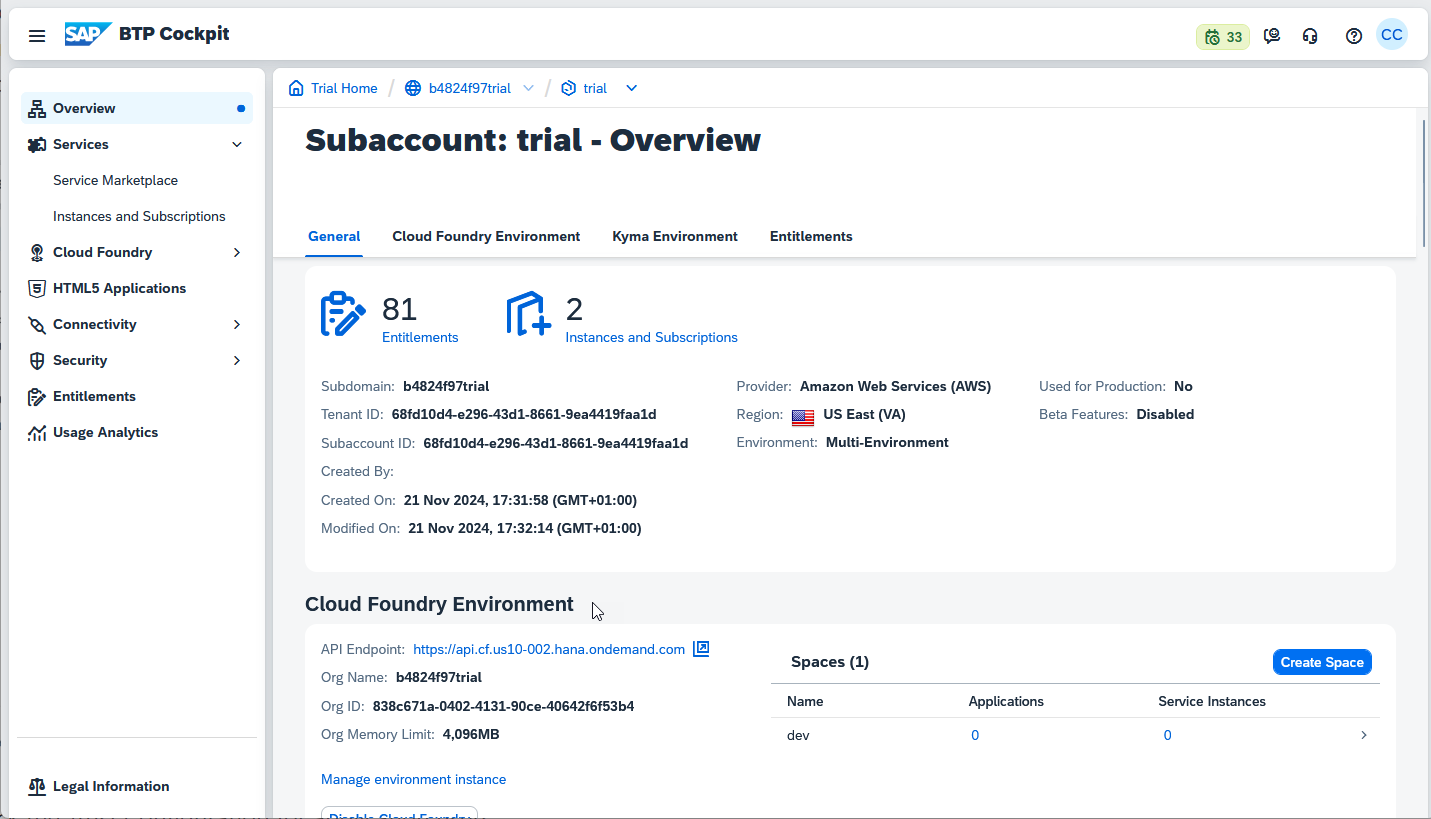 SAP BTP Cockpit
33
CC
Overview
Services
Service Marketplace
Instances and Subscriptions
Cloud Foundry
HTML5 Applications
Connectivity
Security
Entitlements
Usage Analytics
Legal Information
Trial Home / b4824f97trial / trial
Subaccount: trial - Overview
General Cloud Foundry Environment Kyma Environment Entitlements
81
Entitlements
2
Instances and Subscriptions
Subdomain: b4824f97trial
Tenant ID: 68fd10d4-e296-43d1-8661-9ea4419faa1d
Subaccount ID: 68fd10d4-e296-43d1-8661-9ea4419faa1d
Created By:
Created On: 21 Nov 2024, 17:31:58 (GMT+01:00)
Modified On: 21 Nov 2024, 17:32:14 (GMT+01:00)
Provider: Amazon Web Services (AWS)
Region: US East (VA)
Environment: Multi-Environment
Used for Production: No
Beta Features: Disabled
Cloud Foundry Environment
API Endpoint: https://api.cf.us10-002.hana.ondemand.com
Org Name: b4824f97trial
Org ID: 838c671a-0402-4131-90ce-40642f6f53b4
Org Memory Limit: 4,096MB
Manage environment instance
Disable Cloud Foundry
Spaces (1)
Create Space
Name Applications Service Instances
dev 0 0